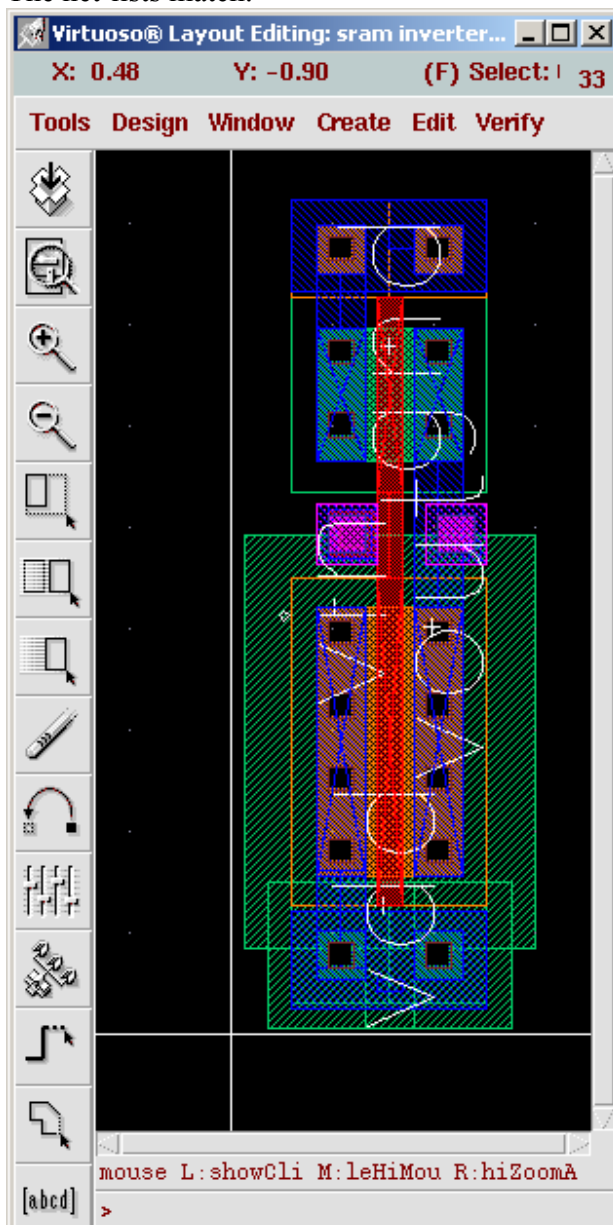 The net-lists match.
Virtuoso® Layout Editing: sram inverter...
X: 0.48 Y: -0.90 (F) Select: 33
Tools Design Window Create Edit Verify
[abcd]
mouse L:showCli M:leHiMou R:hiZoomA
>